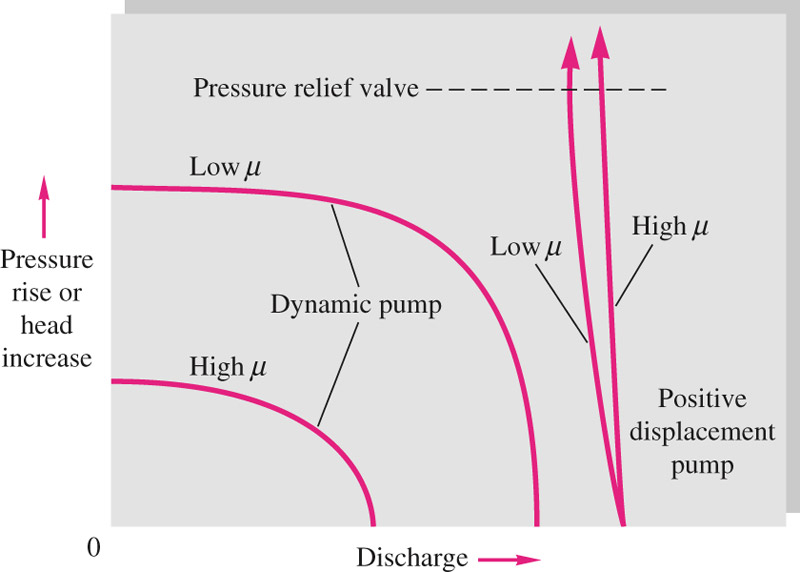 Pressure relief valve
Low μ
High μ
Low μ
Pressure
rise or
head
increase
Dynamic pump
High μ
Positive
displacement
pump
0
Discharge